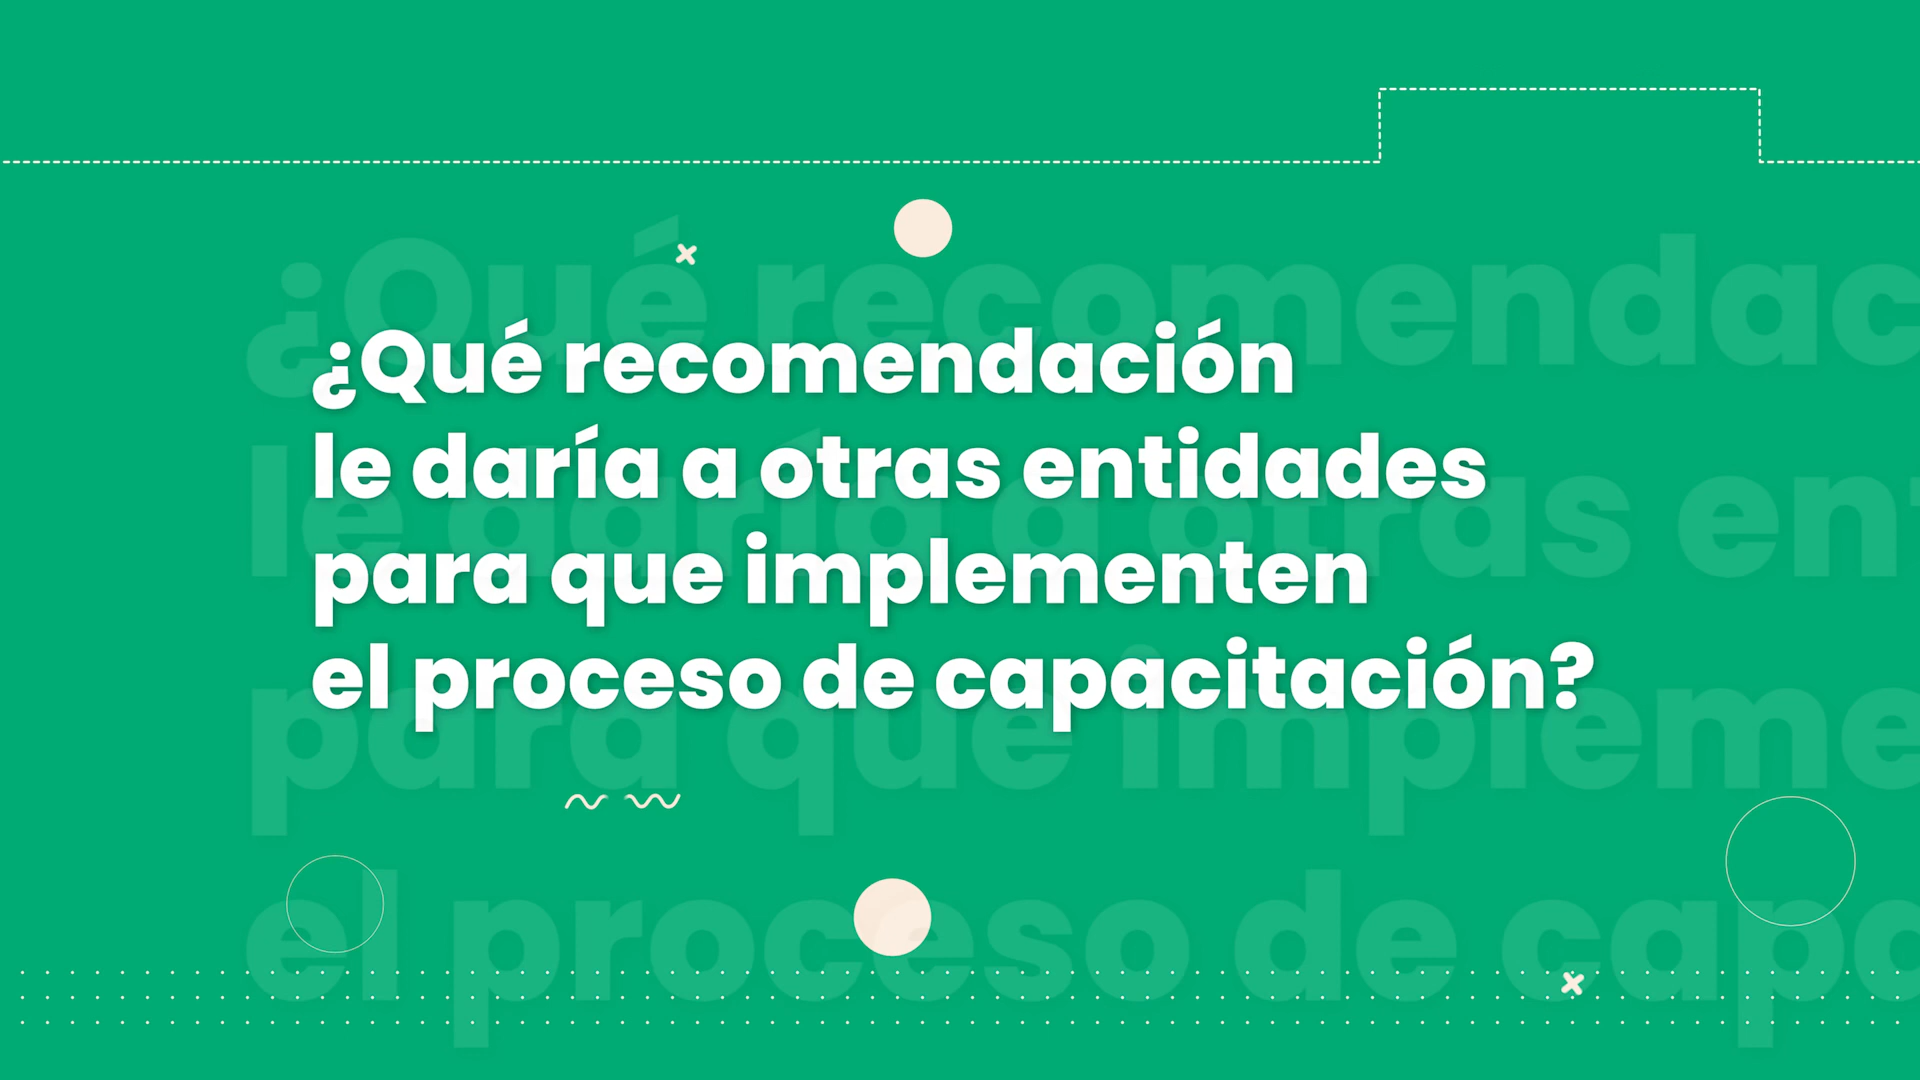 ¿Qué recomendación
le daría a otras entidades
para que implementen
el proceso de capacitación?